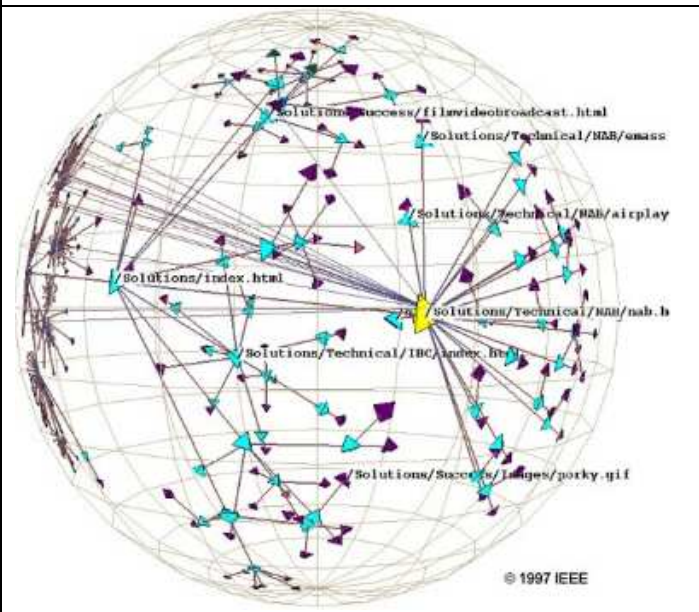 /Solutions/Success/filmvideobroadcast.html
/Solutions/Technical/NAB/emass
/Solutions/Technical/NAB/airplay
/Solutions/index.html
/Solutions/Technical/NAB/nab.h
/Solutions/Technical/IBC/index.html
/Solutions/Success/Images/porky.gif
© 1997 IEEE